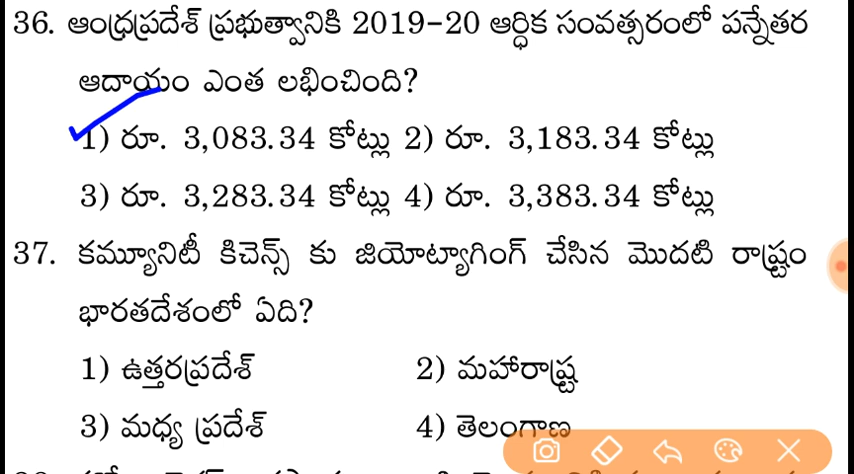 36. ఆంధ్రప్రదేశ్ ప్రభుత్వానికి 2019-20 ఆర్థిక సంవత్సరంలో పన్నేతర
ఆదాయం ఎంత లభించింది?
1) రూ. 3,083.34 కోట్లు 2) రూ. 3,183.34 కోట్లు
3) రూ. 3,283.34 కోట్లు 4) రూ. 3,383.34 కోట్లు
37. కమ్యూనిటీ కిచెన్స్ కు జియోట్యాగింగ్ చేసిన మొదటి రాష్ట్రం
భారతదేశంలో ఏది?
1) ఉత్తరప్రదేశ్ 2) మహారాష్ట్ర
3) మధ్య ప్రదేశ్ 4) తెలంగాణ